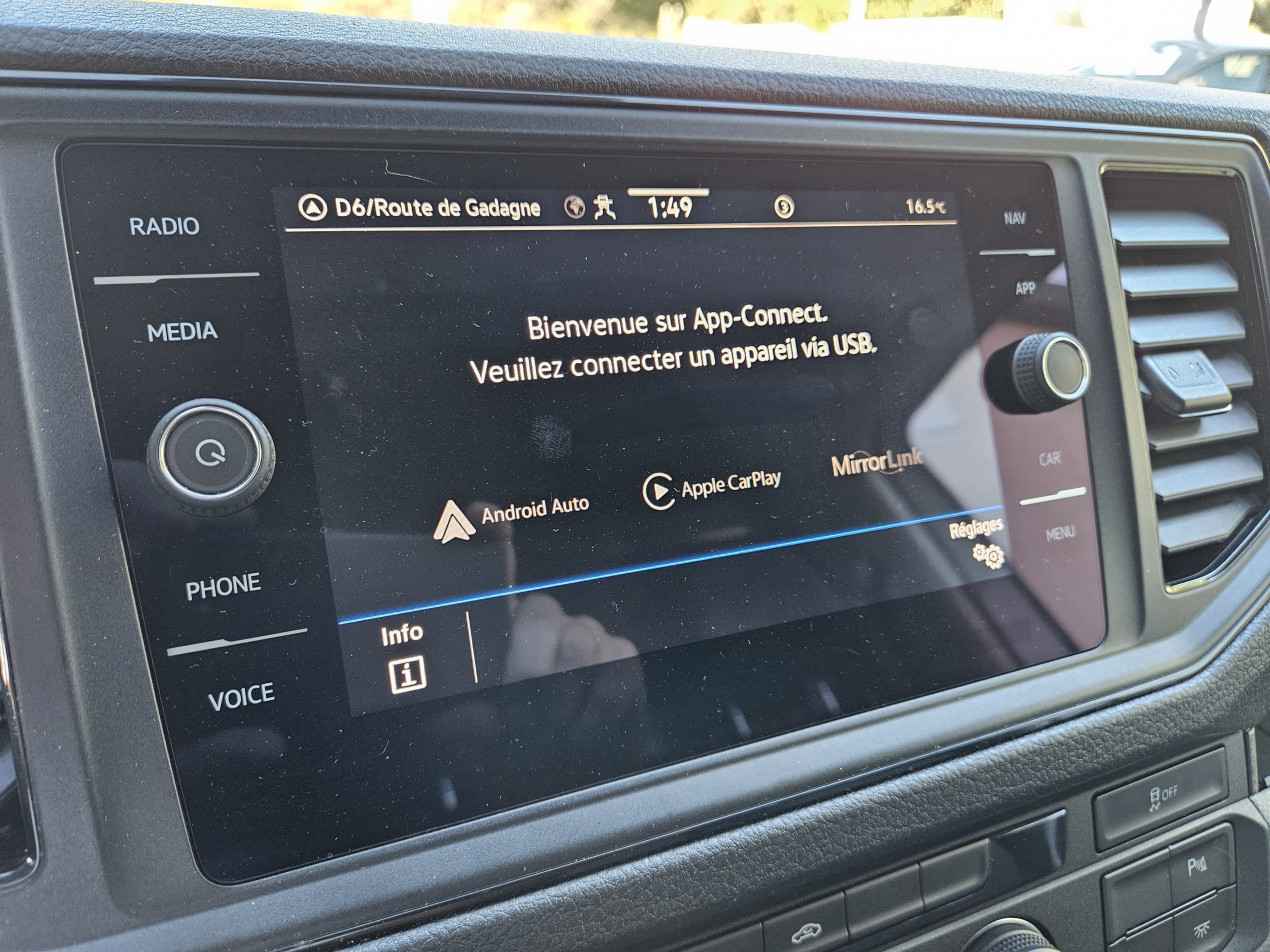 D6/Route de Gadagne 1:49 3 16.5°C
RADIO
MEDIA
PHONE
VOICE
Bienvenue sur App-Connect.
Veuillez connecter un appareil via USB.
Android Auto
Apple CarPlay
MirrorLink
Réglages
Info
NAV
APP
CAR
MENU
OFF
P